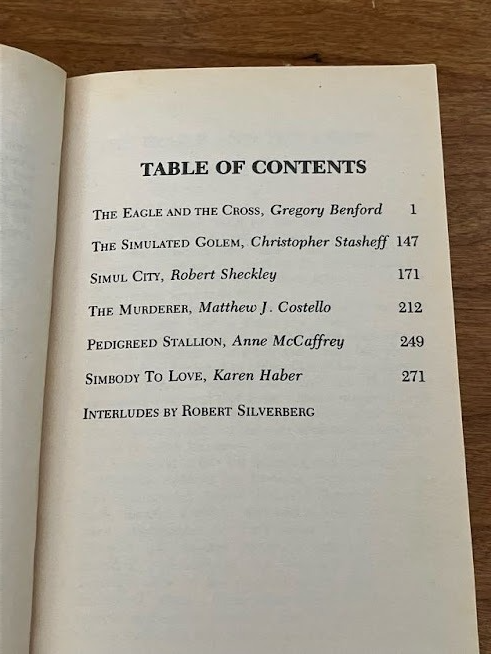 TABLE OF CONTENTS
THE EAGLE AND THE CROSS, Gregory Benford 1
THE SIMULATED GOLEM, Christopher Stasheff 147
SIMUL CITY, Robert Sheckley 171
THE MURDERER, Matthew J. Costello 212
PEDIGREED STALLION, Anne McCaffrey 249
SIMBODY TO LOVE, Karen Haber 271
INTERLUDES BY ROBERT SILVERBERG